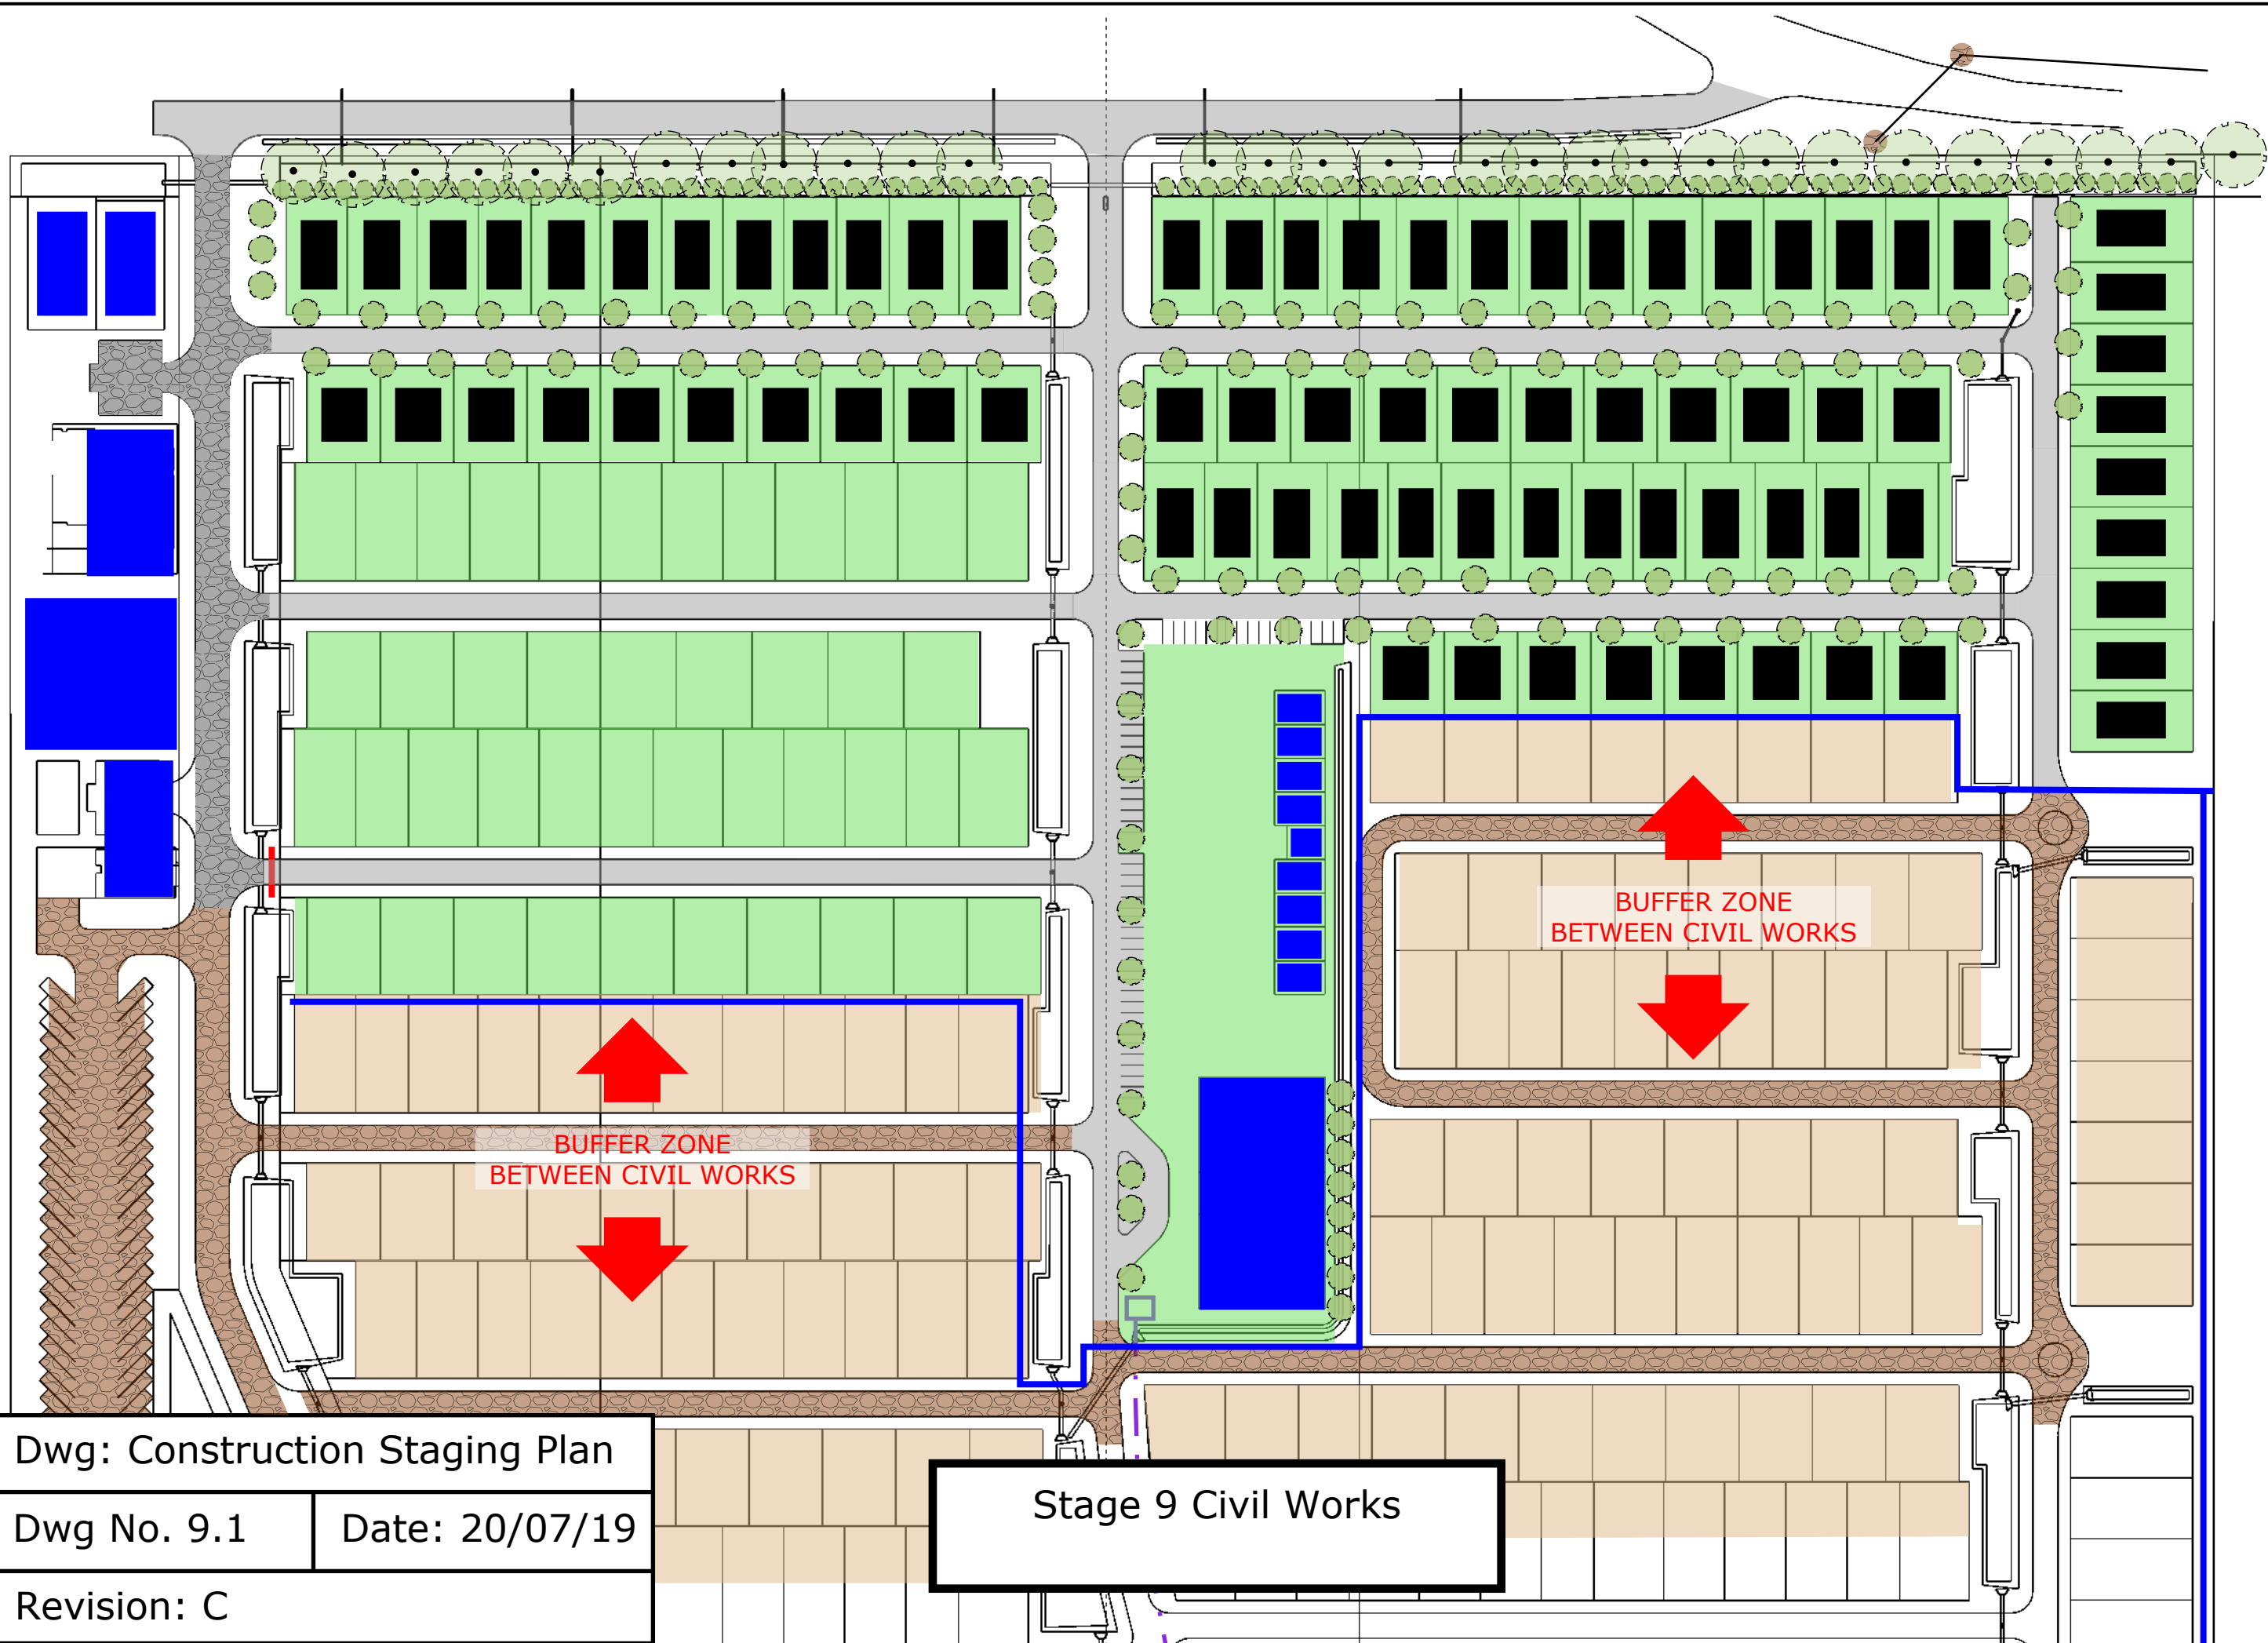 BUFFER ZONE
BETWEEN CIVIL WORKS
BUFFER ZONE
BETWEEN CIVIL WORKS
Dwg: Construction Staging Plan
Dwg No. 9.1
Date: 20/07/19
Revision: C
Stage 9 Civil Works